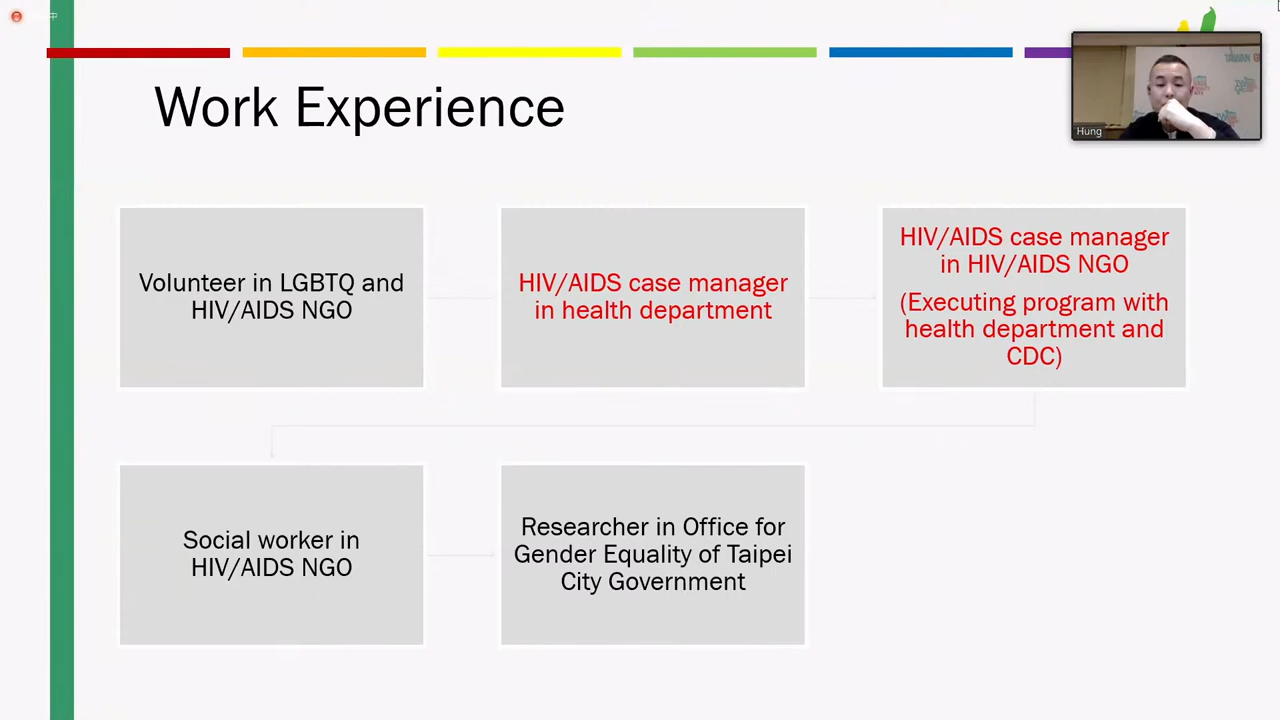 中
Work Experience
Hung
Volunteer in LGBTQ and
HIV/AIDS NGO
HIV/AIDS case manager
in health department
HIV/AIDS case manager
in HIV/AIDS NGO
(Executing program with
health department and
CDC)
Social worker in
HIV/AIDS NGO
Researcher in Office for
Gender Equality of Taipei
City Government